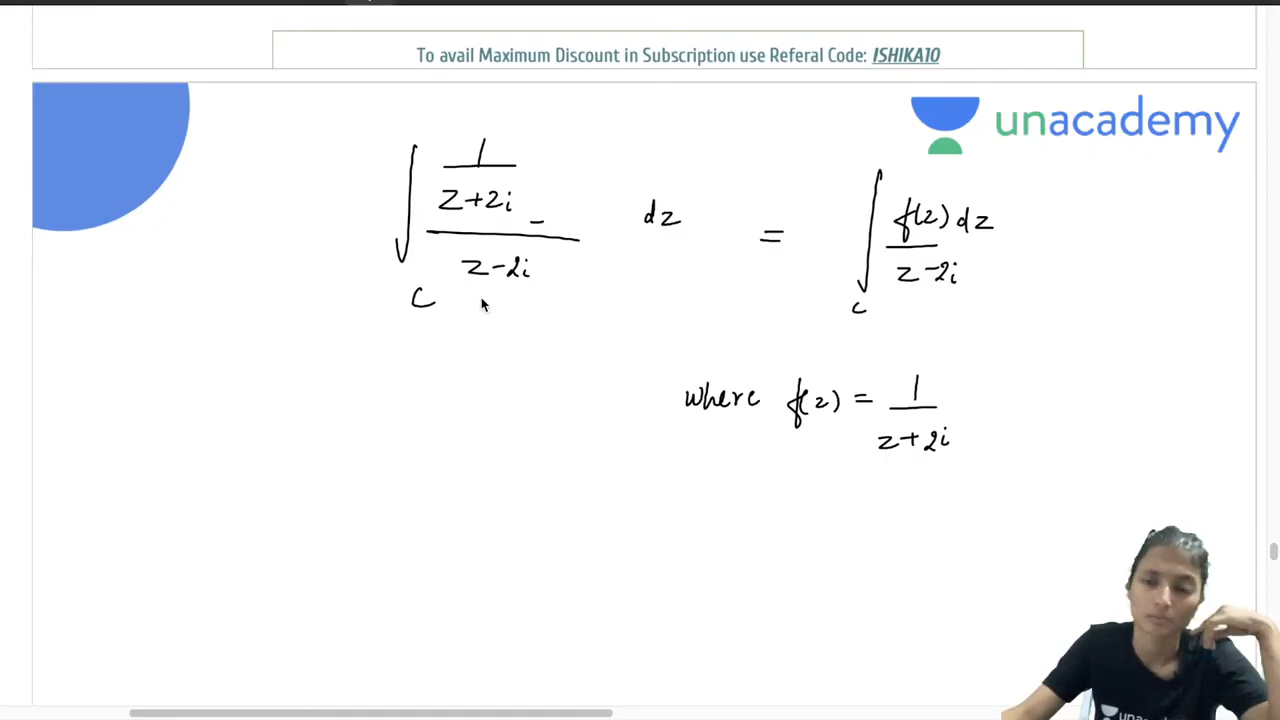 To avail Maximum Discount in Subscription use Referal Code: ISHIKA10
unacademy
∫_C (1/(z+2i))/(z-2i) dz = ∫_C f(z)dz/(z-2i)
where f(z) = 1/(z+2i)
unacademy